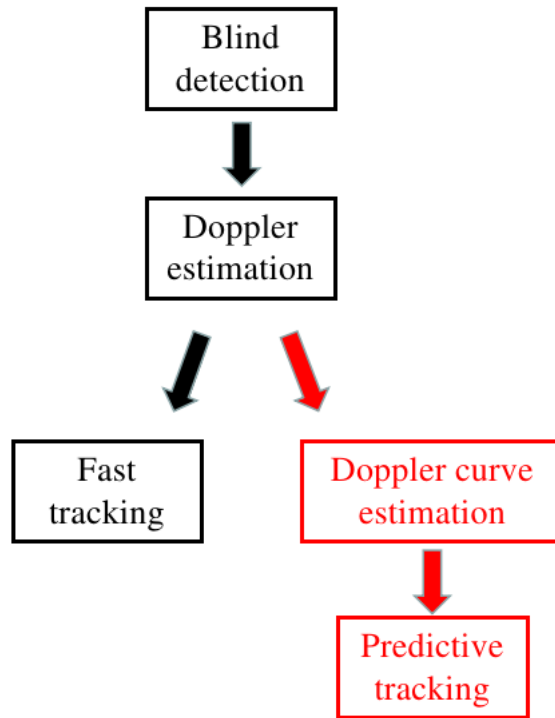 Blind
detection
Doppler
estimation
Fast
tracking
Doppler curve
estimation
Predictive
tracking